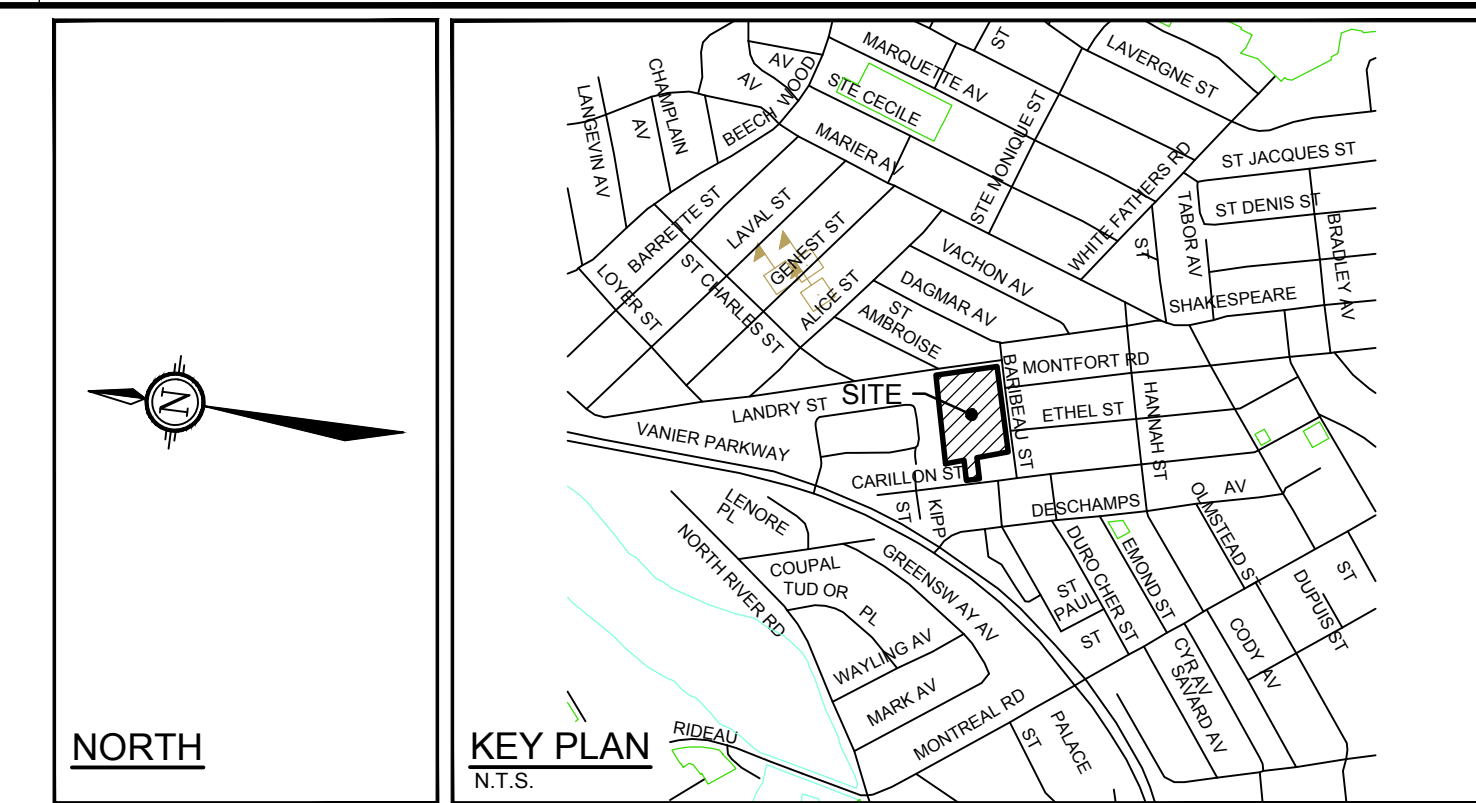 N
NORTH
KEY PLAN
N.T.S.
SITE
LANGEVIN AV
CHAMPLAIN
AV
AV
AV
BEECH WOOD
MARQUETTE AV
ST
LAVERGNE ST
STE CECILE
MARIER AV
STE MONIQUE ST
WHITE FATHERS RD
ST JACQUES ST
ST DENIS ST
TABOR AV
ST
BRADLEY AV
SHAKESPEARE
BARRETTE ST
LAVAL ST
GENEST ST
LOYER ST
ST CHARLES ST
ALICE ST
VACHON AV
DAGMAR AV
ST
AMBROISE
BARIBEAU ST
MONTFORT RD
ETHEL ST
HANNAH ST
LANDRY ST
VANIER PARKWAY
CARILLON ST
KIPP
ST
DESCHAMPS
AV
OLMSTEAD ST
LENORE
PL
NORTH RIVER RD
COUPAL
TUD OR
PL
GREENSW AY AV
WAYLING AV
MARK AV
MONTREAL RD
RIDEAU
DURO CHER ST
EMOND ST
ST
PAUL
ST
CYR AV
SAVARD AV
CODY AV
DUPUIS ST
ST
PALACE
ST